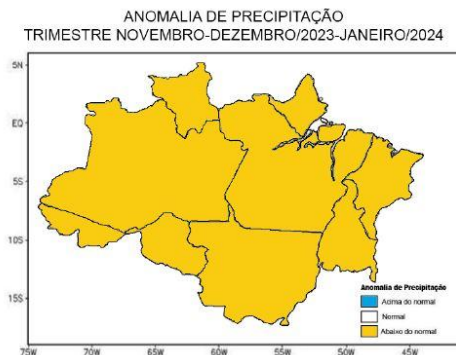 ANOMALIA DE PRECIPITAÇÃO
TRIMESTRE NOVEMBRO-DEZEMBRO/2023-JANEIRO/2024
5N
EQ
5S
10S
15S
75W
70W
65W
60W
55W
50W
45W
Anomalia de Precipitação
Acima do normal
Normal
Abaixo do normal